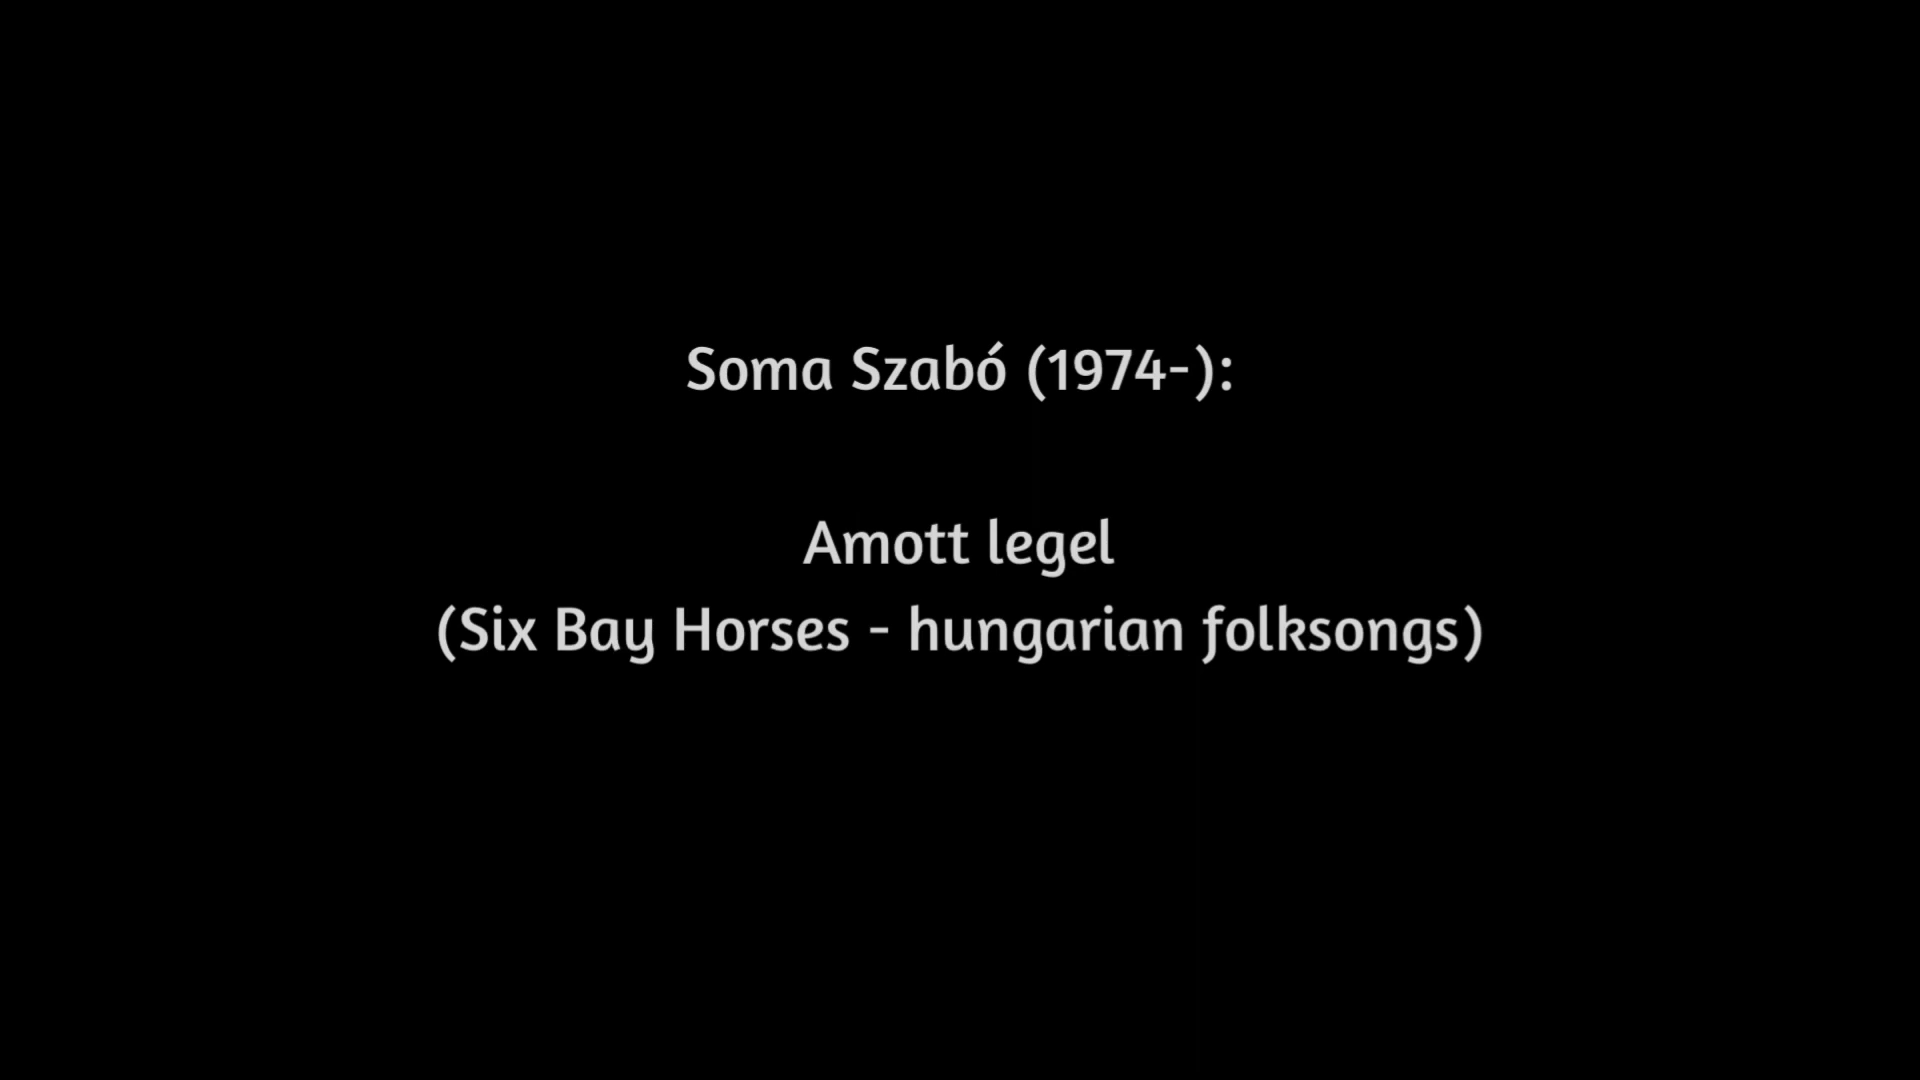 Soma Szabó (1974-):
Amott legel
(Six Bay Horses - hungarian folksongs)